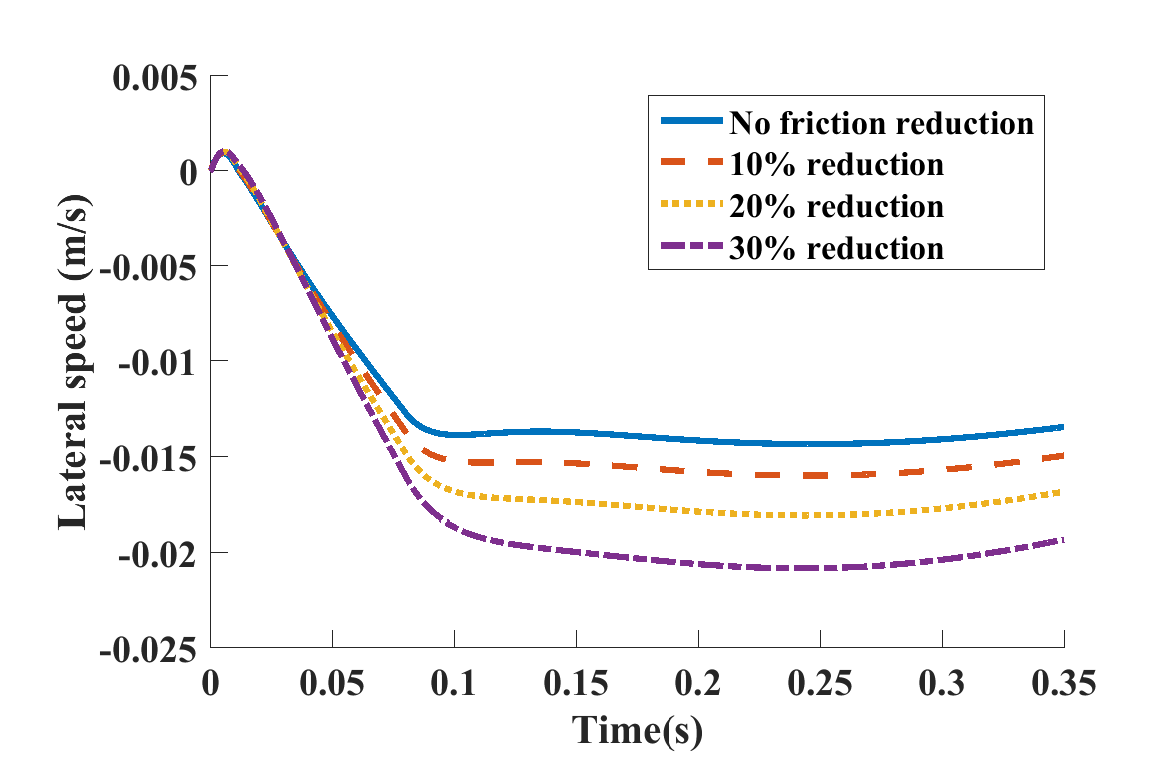 0.005
0
-0.005
-0.01
-0.015
-0.02
-0.025
Lateral speed (m/s)
No friction reduction
10% reduction
20% reduction
30% reduction
0 0.05 0.1 0.15 0.2 0.25 0.3 0.35
Time(s)